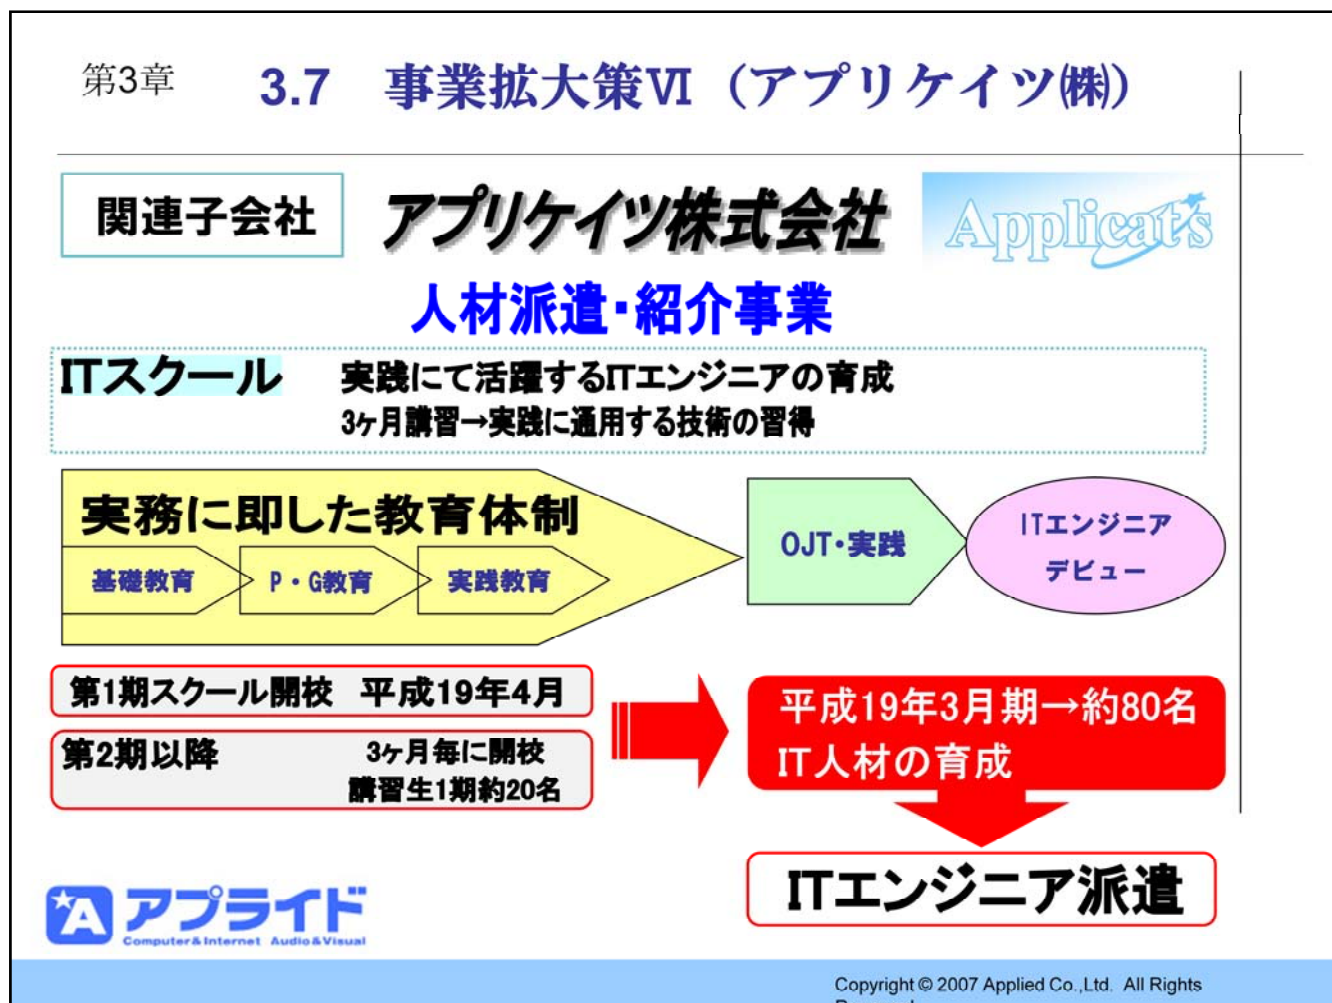 第3章
3.7 事業拡大策Ⅵ（アプリケイツ㈱）
関連子会社
アプリケイツ株式会社
Applicat's
人材派遣・紹介事業
ITスクール 実践にて活躍するITエンジニアの育成
3ヶ月講習→実践に通用する技術の習得
実務に即した教育体制
基礎教育
P・G教育
実践教育
OJT・実践
ITエンジニア
デビュー
第1期スクール開校 平成19年4月
第2期以降 3ヶ月毎に開校
講習生1期約20名
平成19年3月期→約80名
IT人材の育成
ITエンジニア派遣
A アプライド
Computer&Internet Audio&Visual
Copyright © 2007 Applied Co.,Ltd. All Rights